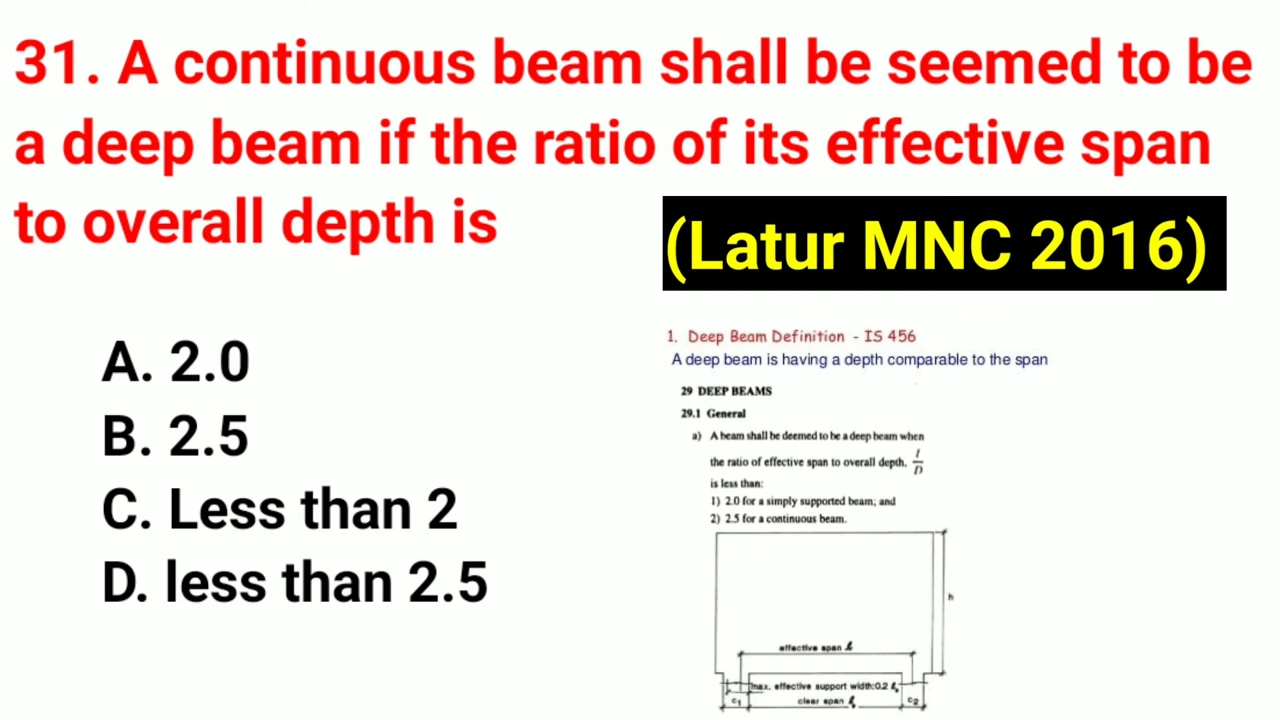 31. A continuous beam shall be seemed to be
a deep beam if the ratio of its effective span
to overall depth is
(Latur MNC 2016)
A. 2.0
B. 2.5
C. Less than 2
D. less than 2.5
1. Deep Beam Definition - IS 456
A deep beam is having a depth comparable to the span
29 DEEP BEAMS
29.1 General
a) A beam shall be deemed to be a deep beam when
the ratio of effective span to overall depth, l/D
is less than:
1) 2.0 for a simply supported beam; and
2) 2.5 for a continuous beam.
h
effective span l
max. effective support width:0.2 l
c1
clear span l
c2